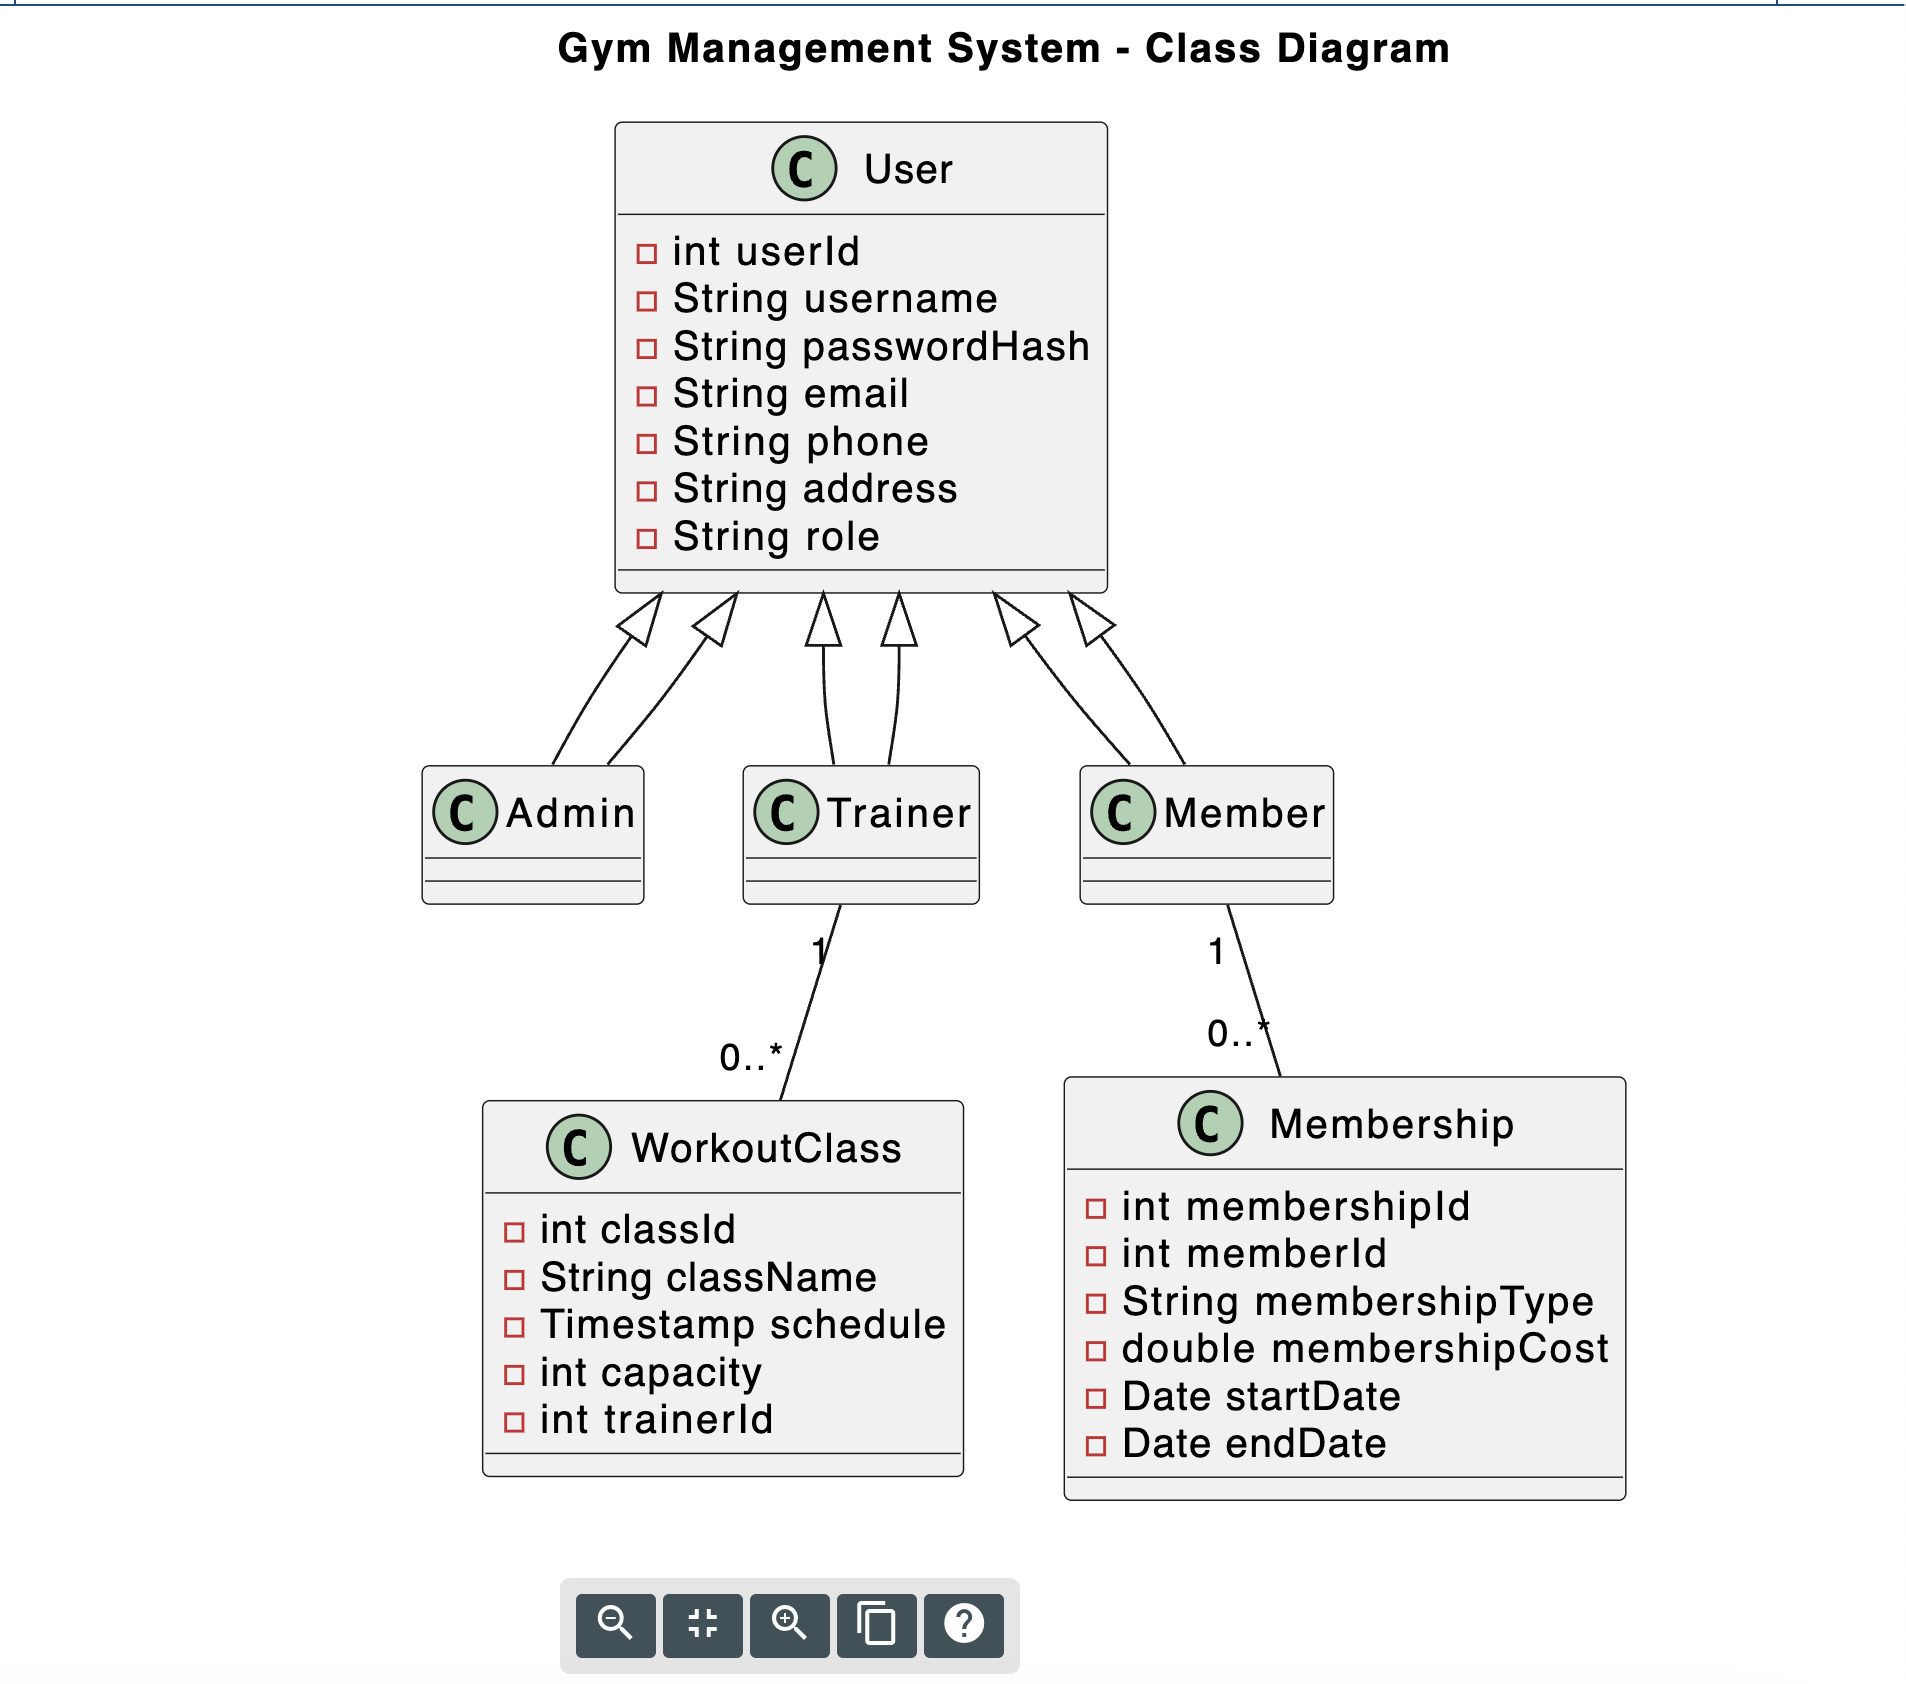 Gym Management System - Class Diagram
C User
int userId
String username
String passwordHash
String email
String phone
String address
String role
C Admin
C Trainer
C Member
1
1
0..*
0..*
C WorkoutClass
int classId
String className
Timestamp schedule
int capacity
int trainerId
C Membership
int membershipId
int memberId
String membershipType
double membershipCost
Date startDate
Date endDate
?